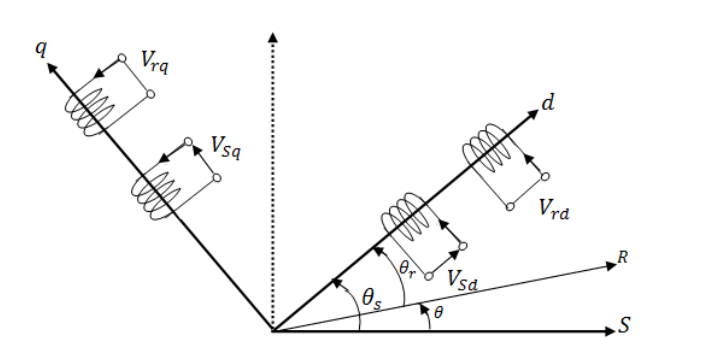 q
V_rq
V_Sq
d
V_rd
V_Sd
R
θ_r
θ_s
θ
S